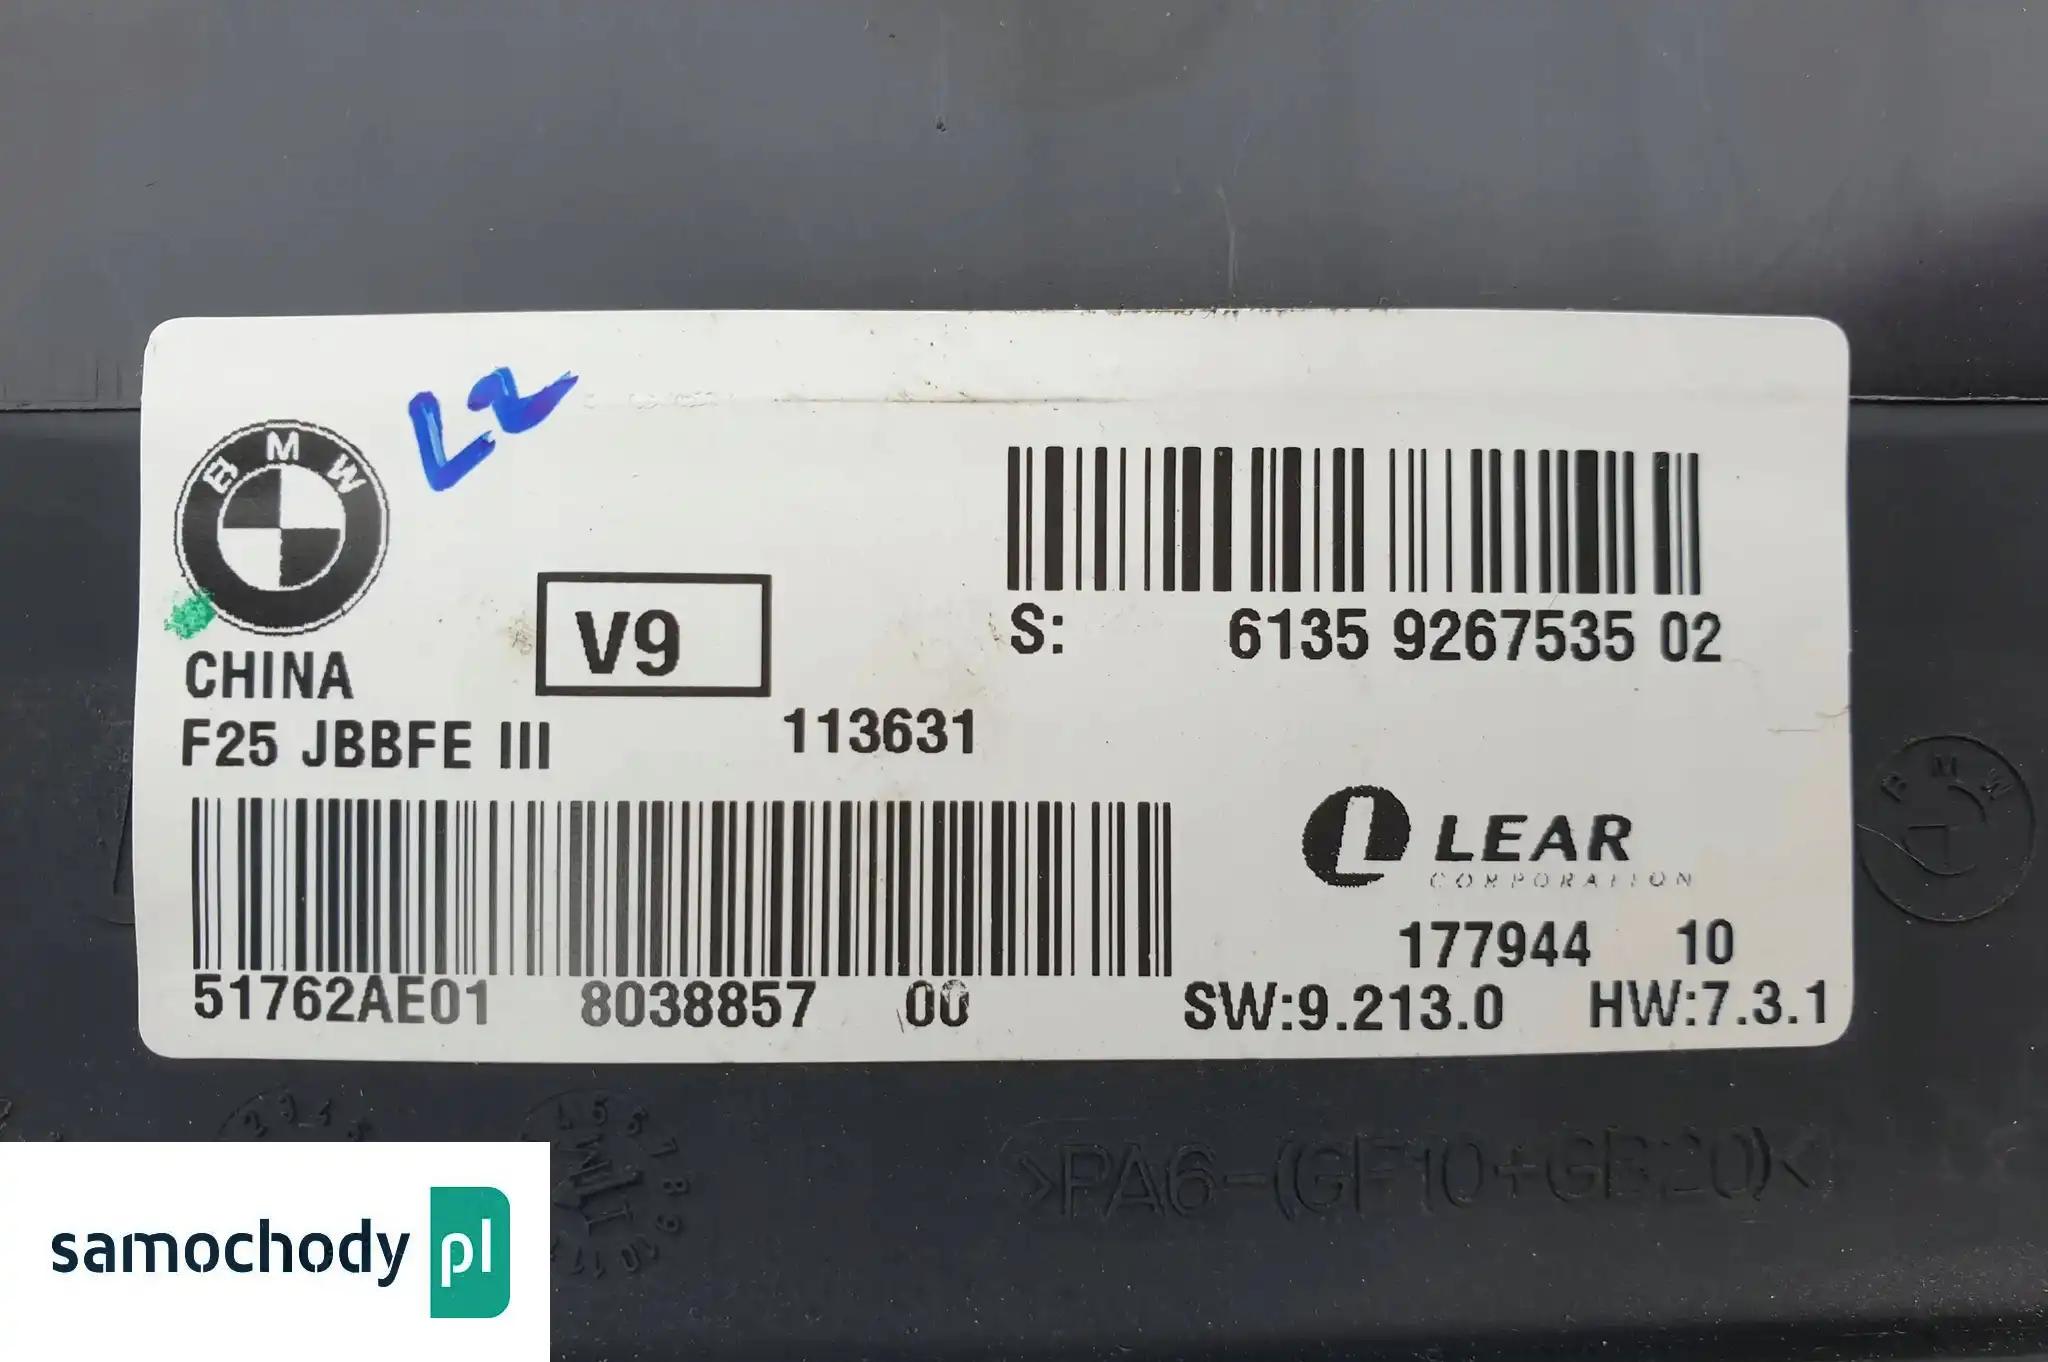 L2
BMW
S: 6135 9267535 02
V9
CHINA
113631
F25 JBBFE III
LEAR
CORPORATION
177944 10
51762AE01 8038857 00
SW:9.213.0 HW:7.3.1
BMW
>PA6-(GF10+GB20)<
samochody pl